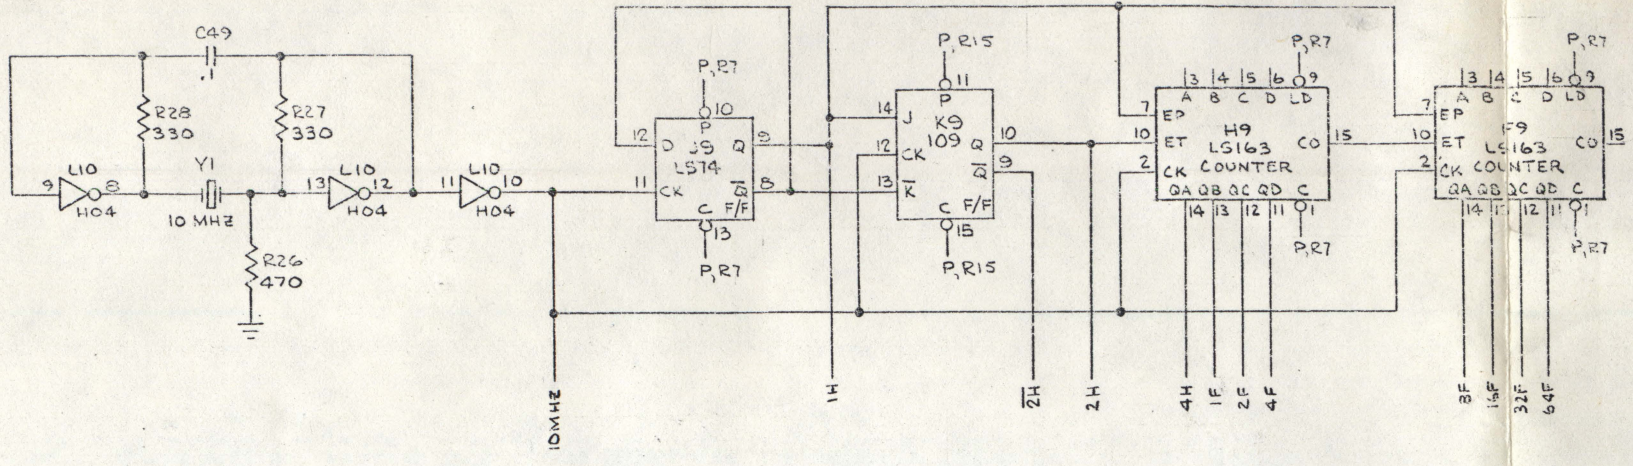 C49
.1
R28
330
R27
330
L10
9 8
H04
Y1
10 MHZ
L10
13 12
H04
L10
11 10
H04
R26
470
10MHZ
P,R7
10
P
12 D J9 Q 9
LS74
11 CK Q 8
C F/F
13
P,R7
1H
P,R15
11
P
14 J K9
109 Q 10
12 CK
Q 9
13 K
C F/F
15
P,R15
2H
2H
P,R7
3 4 5 6 9
A B C D LD
7 EP
H9
10 ET LS163 CO 15
2 CK COUNTER
QA QB QC QD C
14 13 12 11 1
P,R7
4H
1F
2F
4F
P,R7
3 4 5 6 9
A B C D LD
7 EP
F9
10 ET LS163 CO 15
2 CK COUNTER
QA QB QC QD C
14 13 12 11 1
P,R7
8F
16F
32F
64F